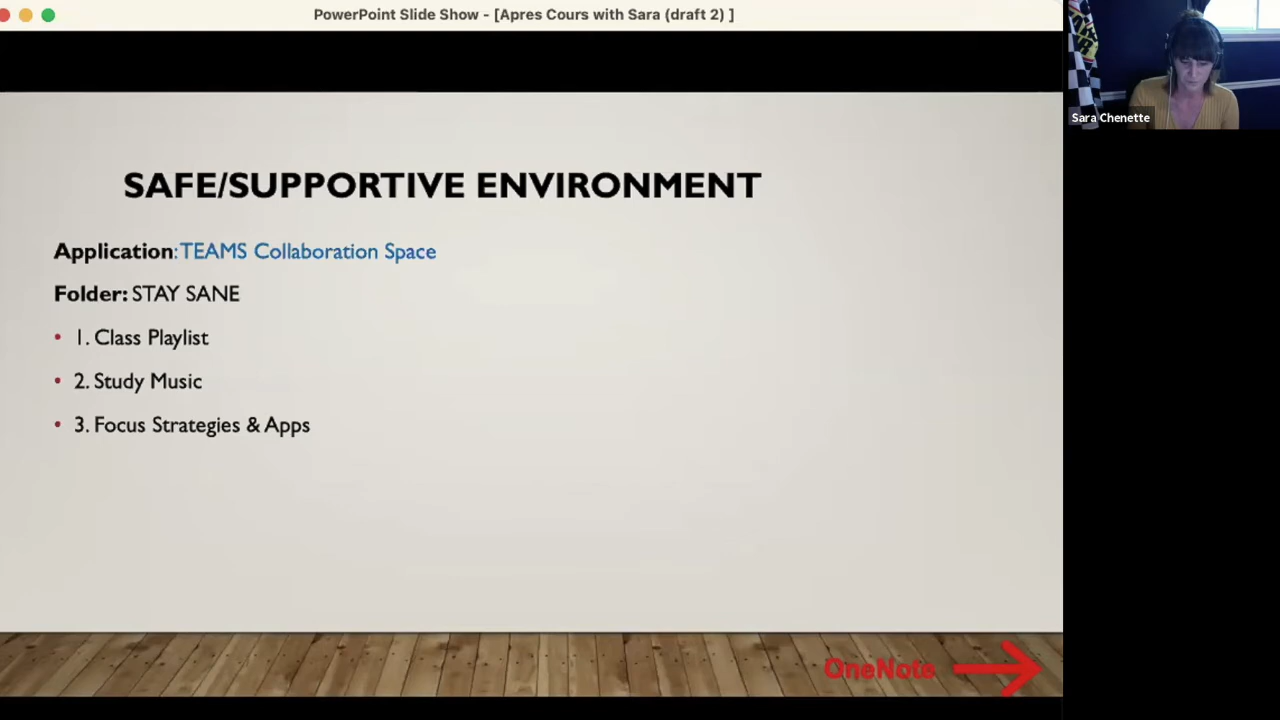 PowerPoint Slide Show - [Apres Cours with Sara (draft 2) ]
SAFE/SUPPORTIVE ENVIRONMENT
Application: TEAMS Collaboration Space
Folder: STAY SANE
• 1. Class Playlist
• 2. Study Music
• 3. Focus Strategies & Apps
OneNote
Sara Chenette